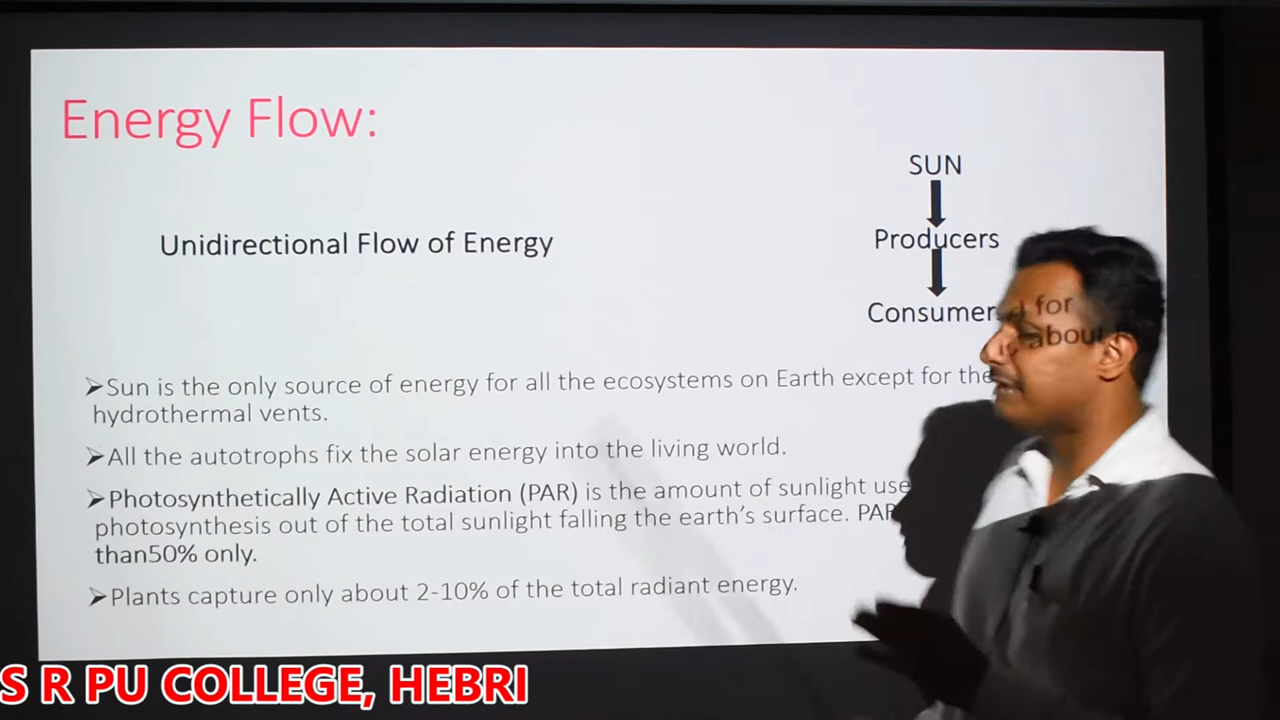 Energy Flow:
SUN
Producers
Unidirectional Flow of Energy
Consumer
d for
about
➤Sun is the only source of energy for all the ecosystems on Earth except for the
hydrothermal vents.
➤All the autotrophs fix the solar energy into the living world.
➤Photosynthetically Active Radiation (PAR) is the amount of sunlight use
photosynthesis out of the total sunlight falling the earth's surface. PAR
than50% only.
➤Plants capture only about 2-10% of the total radiant energy.
S R PU COLLEGE, HEBRI